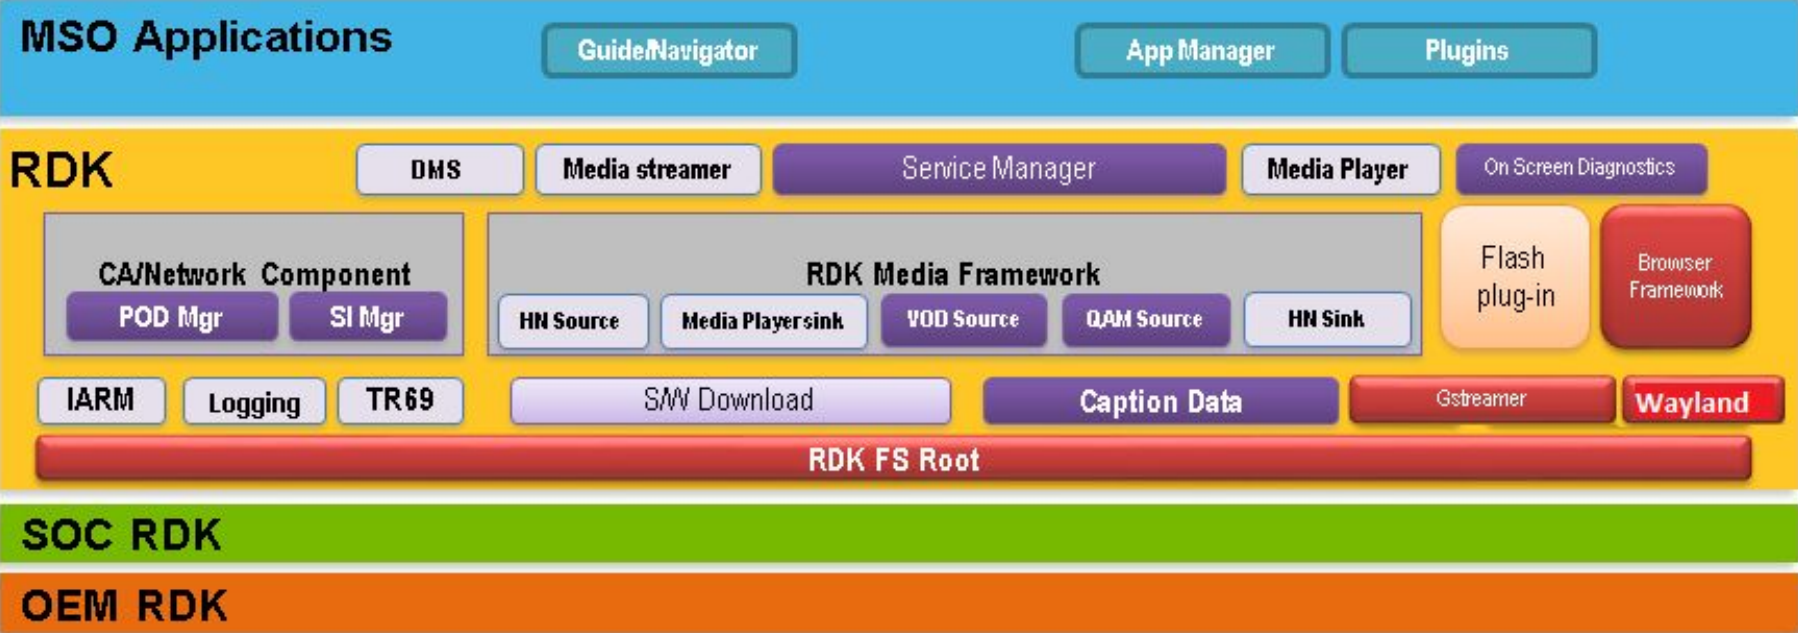 MSO Applications
Guide/Navigator
App Manager
Plugins
RDK
DMS
Media streamer
Service Manager
Media Player
On Screen Diagnostics
CA/Network Component
POD Mgr
SI Mgr
RDK Media Framework
HN Source
Media Playersink
VOD Source
QAM Source
HN Sink
Flash
plug-in
Browser
Framework
IARM
Logging
TR69
S/W Download
Caption Data
Gstreamer
Wayland
RDK FS Root
SOC RDK
OEM RDK